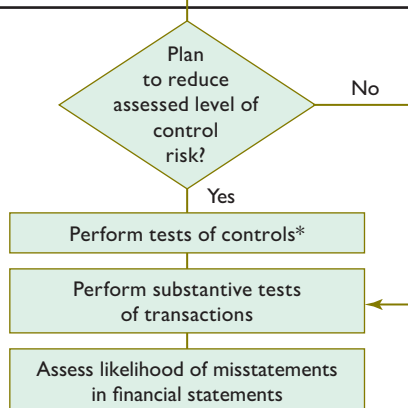 Plan
to reduce
assessed level of
control
risk?
No
Yes
Perform tests of controls*
Perform substantive tests
of transactions
Assess likelihood of misstatements
in financial statements